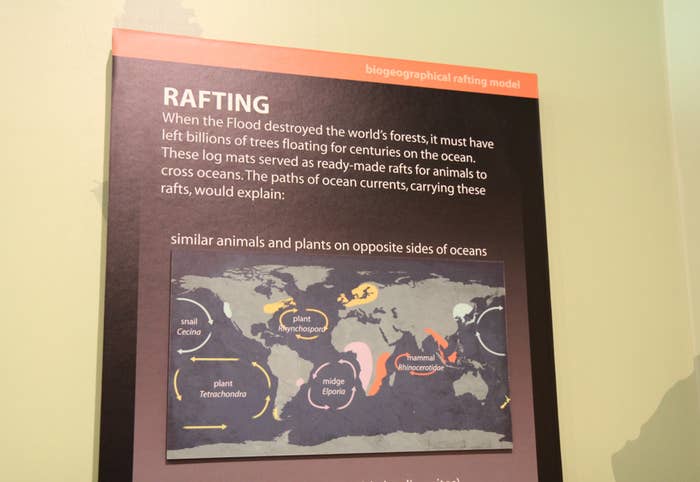 biogeographical rafting model
RAFTING
When the Flood destroyed the world's forests, it must have
left billions of trees floating for centuries on the ocean.
These log mats served as ready-made rafts for animals to
cross oceans. The paths of ocean currents, carrying these
rafts, would explain:
similar animals and plants on opposite sides of oceans
snail
Cecina
plant
Rhynchospora
plant
Tetrachondra
midge
Elporia
mammal
Rhinocerotidae